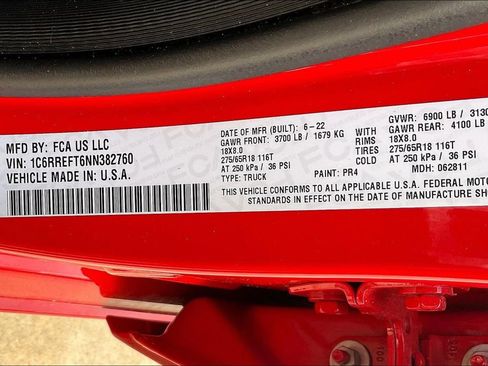 MFD BY: FCA US LLC
VIN: 1C6RREFT6NN382760
VEHICLE MADE IN: U.S.A.
DATE OF MFR (BUILT): 6-22
GAWR FRONT: 3700 LB / 1679 KG
18X8.0
275/65R18 116T
AT 250 kPa / 36 PSI
TYPE: TRUCK
WITH
RIMS
TIRES
PAINT: PR4
GVWR: 6900 LB / 3130
GAWR REAR: 4100 LB
18X8.0
275/65R18 116T
AT 250 kPa / 36 PSI
MDH: 062811
THIS VEHICLE CONFORMS TO ALL APPLICABLE U.S.A. FEDERAL MOTO
STANDARDS IN EFFECT ON THE DATE OF MANUFACTURE SHO